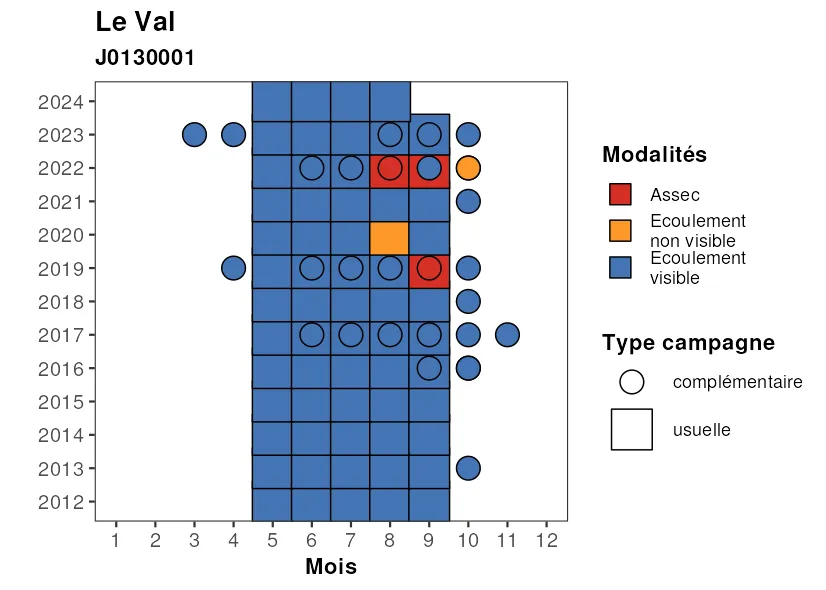 Le Val
J0130001
2024
2023
2022
2021
2020
2019
2018
2017
2016
2015
2014
2013
2012
1 2 3 4 5 6 7 8 9 10 11 12
Mois
Modalités
Assec
Ecoulement
non visible
Ecoulement
visible
Type campagne
complémentaire
usuelle